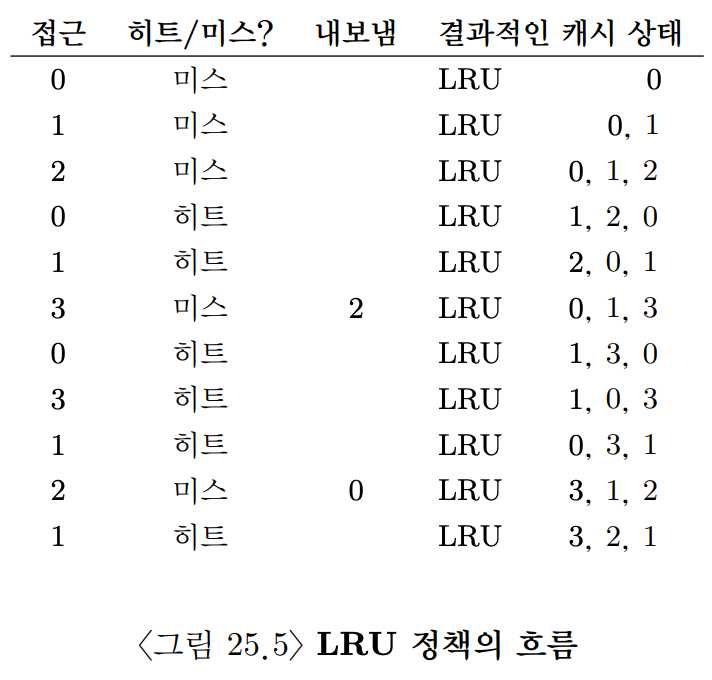 접근 히트/미스? 내보냄 결과적인 캐시 상태
0 미스 LRU 0
1 미스 LRU 0, 1
2 미스 LRU 0, 1, 2
0 히트 LRU 1, 2, 0
1 히트 LRU 2, 0, 1
3 미스 2 LRU 0, 1, 3
0 히트 LRU 1, 3, 0
3 히트 LRU 1, 0, 3
1 히트 LRU 0, 3, 1
2 미스 0 LRU 3, 1, 2
1 히트 LRU 3, 2, 1
〈그림 25.5〉 LRU 정책의 흐름